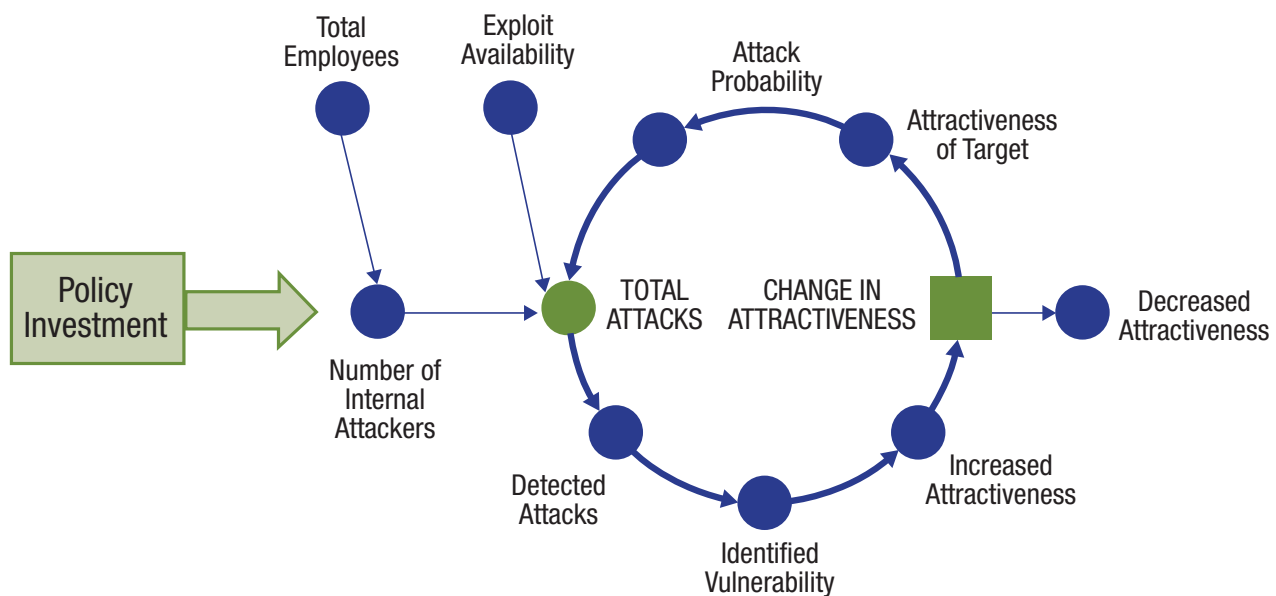 Total
Employees
Exploit
Availability
Attack
Probability
Attractiveness
of Target
Policy
Investment
TOTAL
ATTACKS
CHANGE IN
ATTRACTIVENESS
Decreased
Attractiveness
Number of
Internal
Attackers
Detected
Attacks
Identified
Vulnerability
Increased
Attractiveness